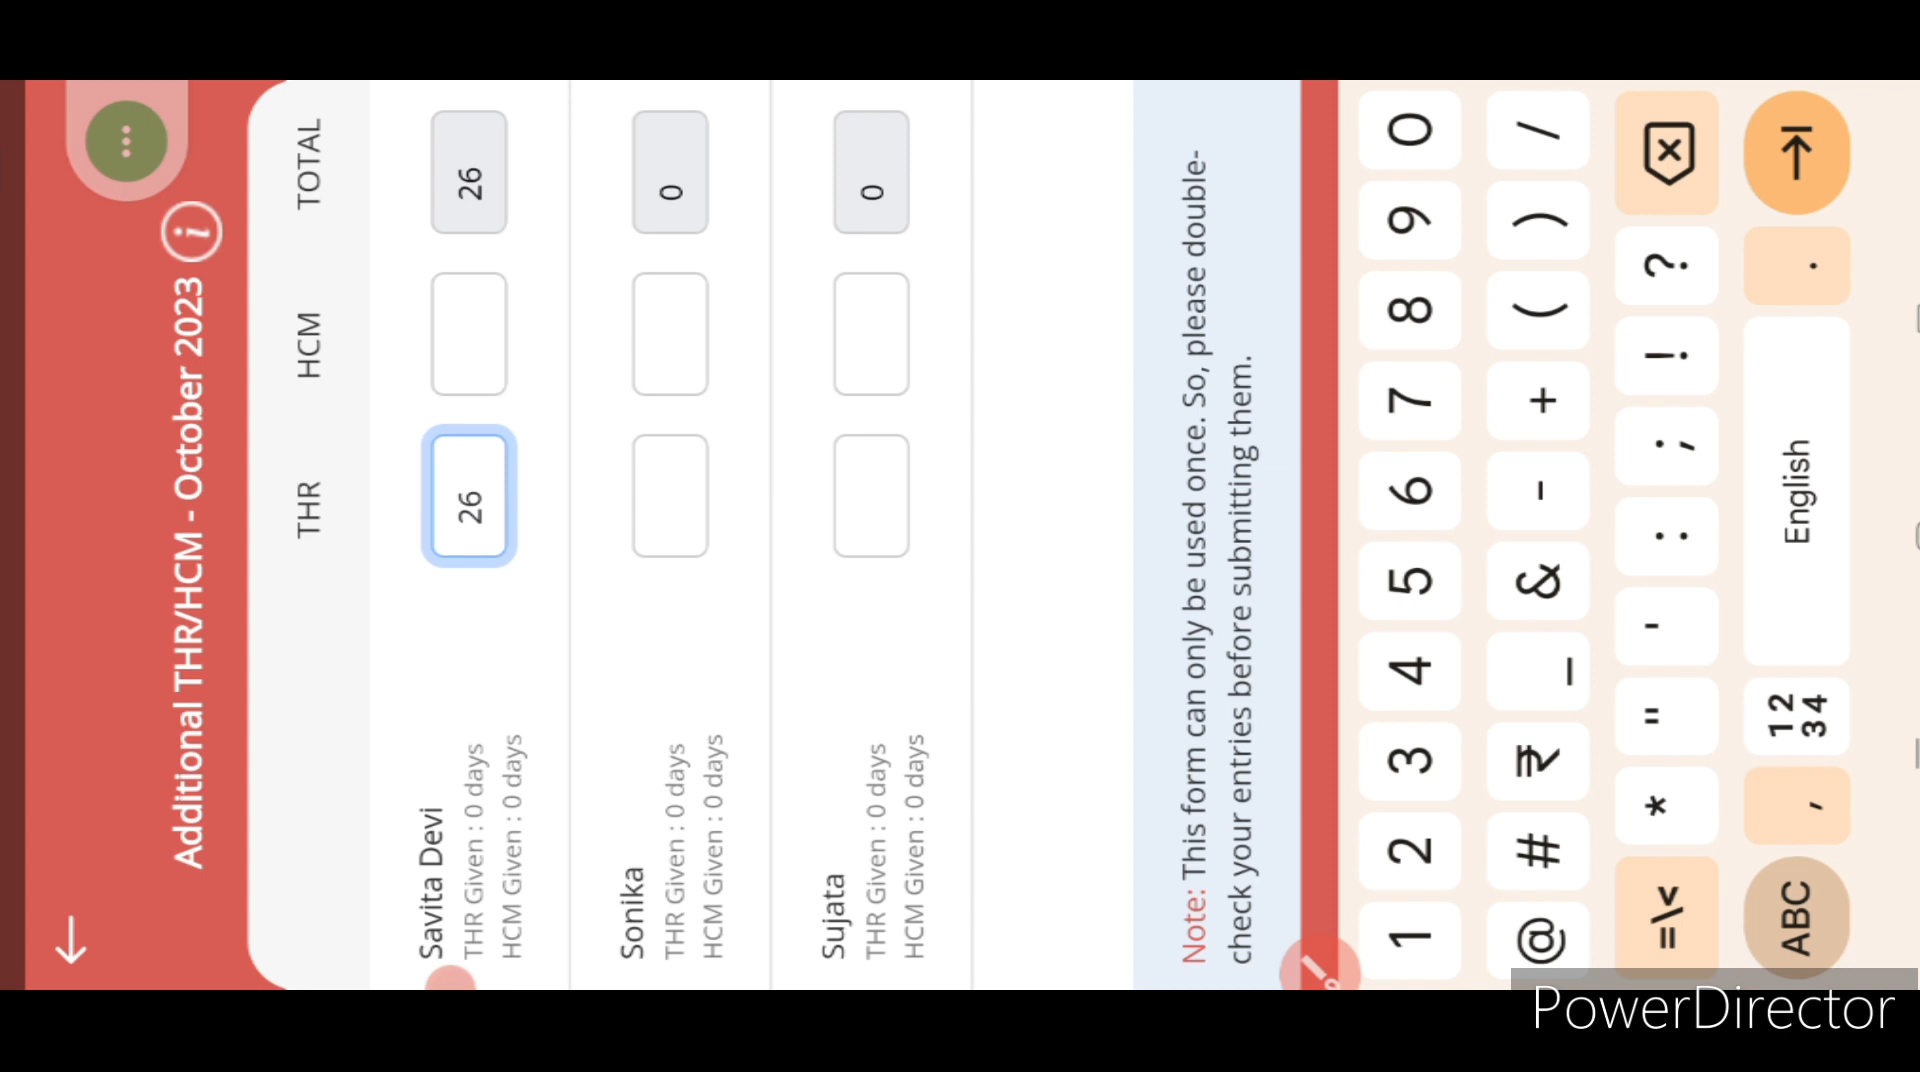 Additional THR/HCM - October 2023 i
THR HCM TOTAL
Savita Devi
THR Given : 0 days
HCM Given : 0 days
26 26
Sonika
THR Given : 0 days
HCM Given : 0 days
0
Sujata
THR Given : 0 days
HCM Given : 0 days
0
Note: This form can only be used once. So, please double-
check your entries before submitting them.
1 2 3 4 5 6 7 8 9 0
@ # ₹ _ & - + ( ) /
=\< * " - : ; ! ? 
ABC , 12 34 English .
PowerDirector